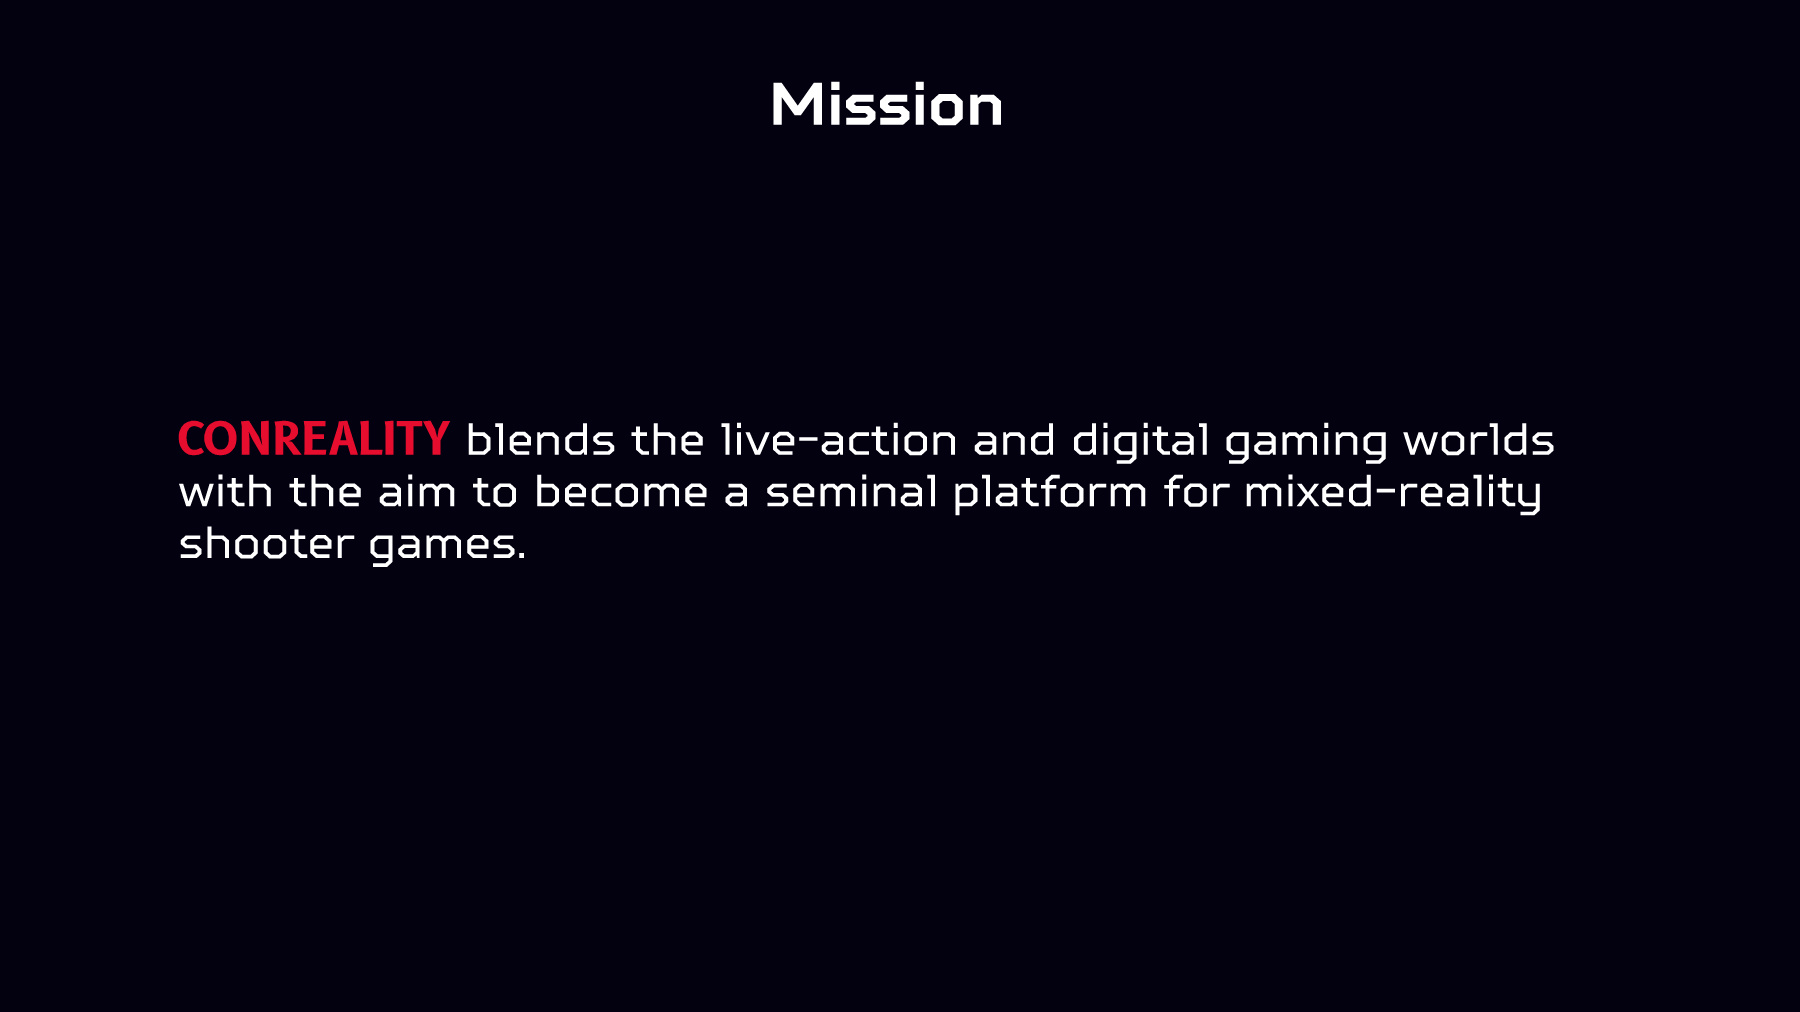 Mission
CONREALITY blends the live-action and digital gaming worlds
with the aim to become a seminal platform for mixed-reality
shooter games.